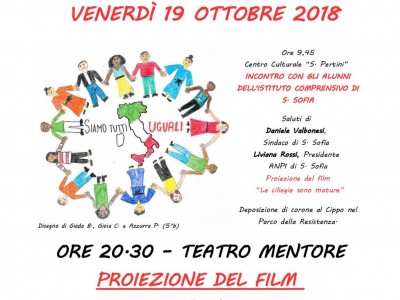 VENERDÌ 19 OTTOBRE 2018
Ore 9,45
Centro Culturale "S. Pertini"
INCONTRO CON GLI ALUNNI
DELL'ISTITUTO COMPRENSIVO DI
S. SOFIA
SIAMO TUTTI UGUALI
Saluti di
Daniele Valbonesi,
Sindaco di S. Sofia
Liviana Rossi, Presidente
ANPI di S. Sofia
Proiezione del film
"Le ciliegie sono mature"
Deposizione di corone al Cippo nel
Parco della Resistenza.
Disegno di Giada B., Gioia C. e Azzurra P. (5°b)
ORE 20.30 - TEATRO MENTORE
PROIEZIONE DEL FILM